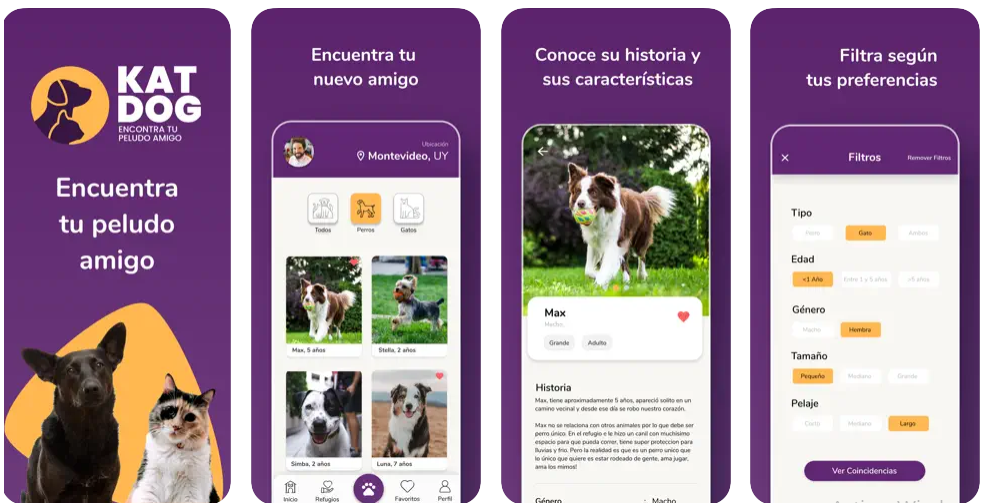 KAT
DOG
ENCONTRA TU
PELUDO AMIGO
Encuentra
tu peludo
amigo
Encuentra tu
nuevo amigo
Ubicación
Montevideo, UY
Todos
Perros
Gatos
Max, 5 años
Stella, 2 años
Simba, 2 años
Luna, 7 años
Inicio
Refugios
Favoritos
Perfil
Conoce su historia y
sus características
Max
Macho,
Grande
Adulto
Historia
Max, tiene aproximadamente 5 años, apareció solito en un
camino vecinal y desde ese día se robo nuestro corazón.
Max no se relaciona con otros animales por lo que debe ser
perro único. En el refugio e le hizo un canil con muchísimo
espacio para que pueda correr, tiene super proteccion para
lluvias y frio. Pero la realidad es que es un perro unico que
lo único que quiere es estar rodeado de gente, ama jugar,
ama los mimos!
Género
: Macho
Filtra según
tus preferencias
Filtros
Remover Filtros
Tipo
Perro
Gato
Ambos
Edad
<1 Año
Entre 1 y 5 años
>5 años
Género
Macho
Hembra
Tamaño
Pequeño
Mediano
Grande
Pelaje
Corto
Mediano
Largo
Ver Coincidencias